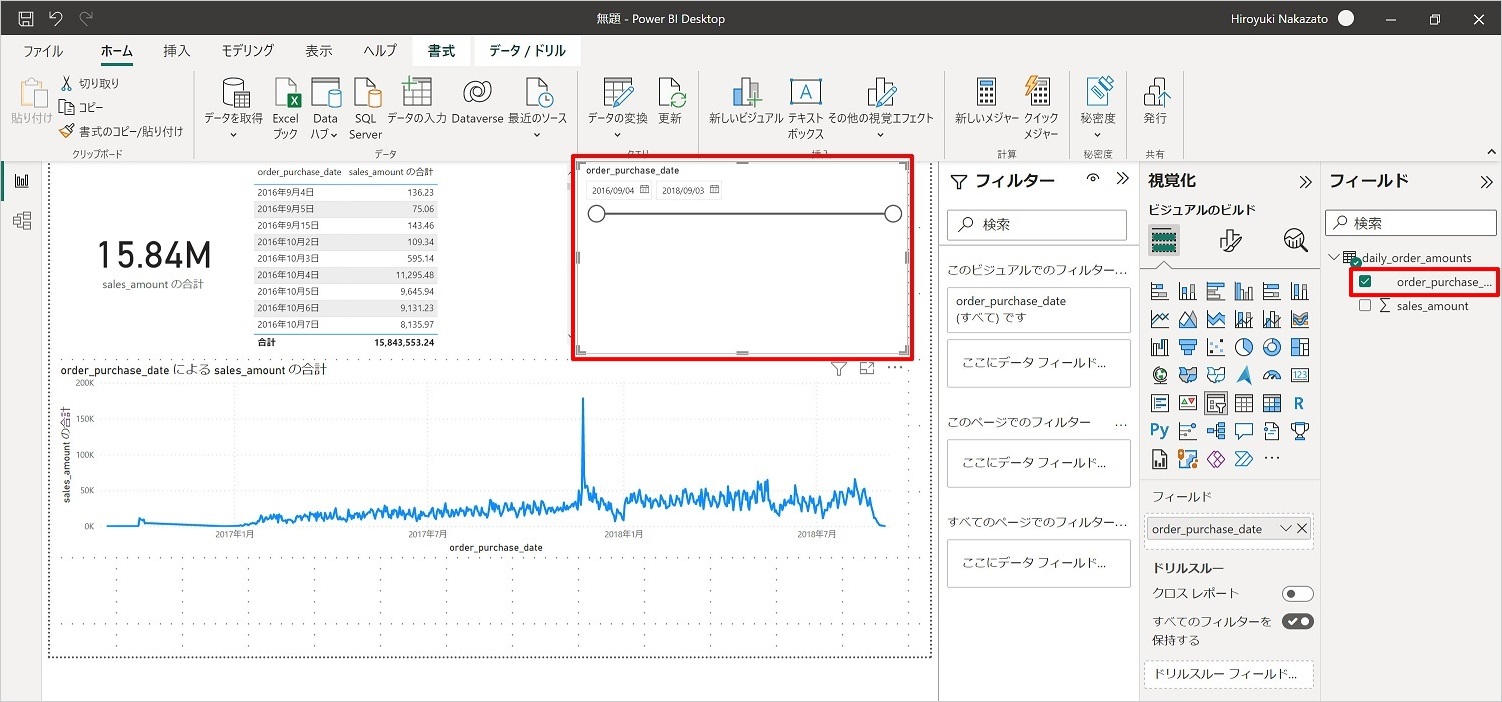 無題 - Power BI Desktop
Hiroyuki Nakazato
ファイル ホーム 挿入 モデリング 表示 ヘルプ 書式 データ / ドリル
貼り付け
切り取り
コピー
書式のコピー/貼り付け
クリップボード
データを取得
Excel
ブック
Data
ハブ
SQL
Server
データの入力
Dataverse
最近のソース
データ
データの変換
更新
クエリ
新しいビジュアル
テキスト
ボックス
その他の視覚エフェクト
挿入
新しいメジャー
クイック
メジャー
計算
秘密度
秘密度
発行
共有
15.84M
sales_amount の合計
order_purchase_date sales_amount の合計
2016年9月4日 136.23
2016年9月5日 75.06
2016年9月15日 143.46
2016年10月2日 109.34
2016年10月3日 595.14
2016年10月4日 11,295.48
2016年10月5日 9,645.94
2016年10月6日 9,131.23
2016年10月7日 8,135.97
合計 15,843,553.24
order_purchase_date
2016/09/04 2018/09/03
order_purchase_date による sales_amount の合計
200K
150K
100K
50K
0K
sales_amount の合計
2017年1月 2017年7月 2018年1月 2018年7月
order_purchase_date
フィルター
検索
このビジュアルでのフィルター...
order_purchase_date
(すべて) です
ここにデータ フィールド...
このページでのフィルター ...
ここにデータ フィールド...
すべてのページでのフィルター...
ここにデータ フィールド...
視覚化
ビジュアルのビルド
123
R
Py
フィールド
order_purchase_date
ドリルスルー
クロス レポート
すべてのフィルターを
保持する
ドリルスルー フィールド...
フィールド
検索
daily_order_amounts
order_purchase_...
Σ sales_amount